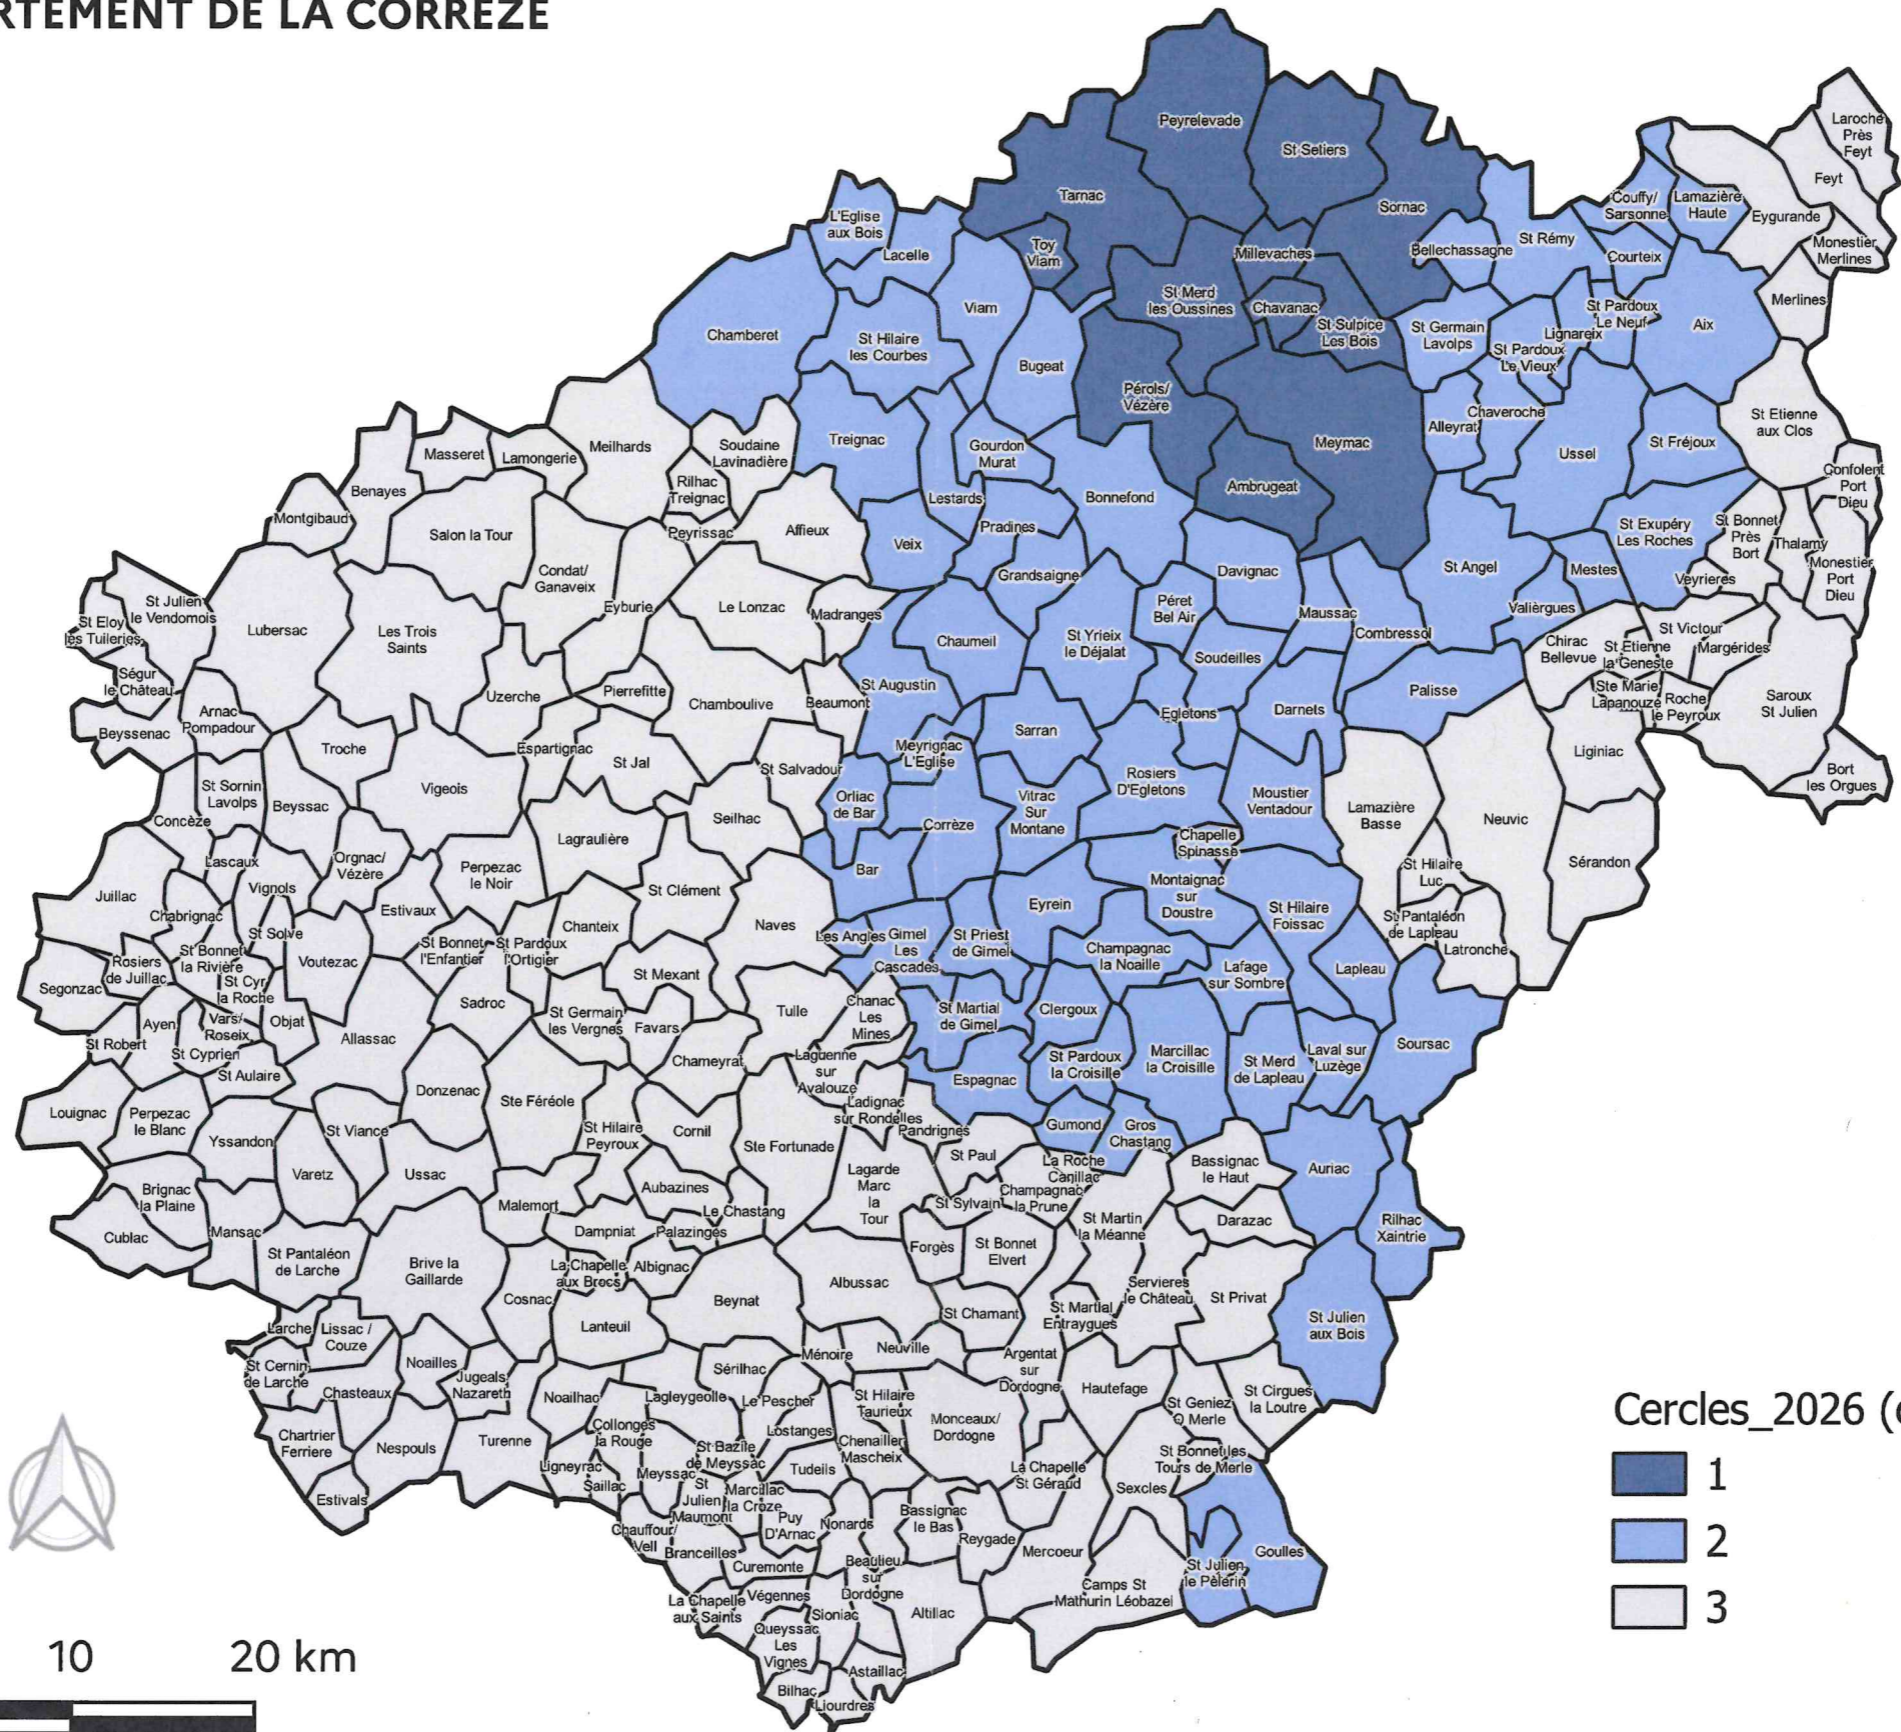 RTEMENT DE LA CORREZE
Peyrelevade
St Setiers
Laroche
Près
Feyt
Feyt
Tarnac
Sornac
Couffy/
Sarsonne
Lamazière
Haute
Eygurande
L'Eglise
aux Bois
Lacelle
Toy
Viam
Millevaches
Bellechassagne
St Rémy
Courteix
Monestier
Merlines
Merlines
Viam
St Merd
les Oussines
Chavanac
St Sulpice
Les Bois
St Germain
Lavolps
St Pardoux
Le Neuf
Lignareix
St Pardoux
Le Vieux
Aix
Chamberet
St Hilaire
les Courbes
Bugeat
Pérols/
Vézère
Meymac
Alleyrat
Chaveroche
Ussel
St Fréjoux
St Etienne
aux Clos
Meilhards
Soudaine
Lavinadière
Treignac
Gourdon
Murat
Masseret
Lamongerie
Benayes
Rilhac
Treignac
Lestards
Bonnefond
Ambrugeat
Confolent
Port
Dieu
Montgibaud
Salon la Tour
Peyrissac
Affieux
Veix
Pradines
St Exupéry
Les Roches
St Bonnet
Près
Bort
Thalamy
Monestier
Port
Dieu
Condat/
Ganaveix
Grandsaigne
Davignac
St Angel
Mestes
Veyrieres
Eyburie
Le Lonzac
Madranges
Péret
Bel Air
Maussac
Valièrgues
St Julien
le Vendomois
St Eloy
les Tuileries
Lubersac
Les Trois
Saints
Chaumeil
St Yrieix
le Déjalat
Combressol
Chirac
Bellevue
St Etienne
la Geneste
St Victour
Margérides
Ségur
le Château
Soudeilles
Uzerche
Pierrefitte
Chamboulive
Beaumont
St Augustin
Palisse
Ste Marie
Lapanouze
Roche
le Peyroux
Saroux
St Julien
Arnac
Pompadour
Beyssenac
Troche
Espartignac
St Jal
St Salvadour
Meyrignac
L'Eglise
Sarran
Egletons
Darnets
Liginiac
Bort
les Orgues
St Sornin
Lavolps
Beyssac
Vigeois
Orliac
de Bar
Corrèze
Vitrac
Sur
Montane
Rosiers
D'Egletons
Moustier
Ventadour
Lamazière
Basse
Neuvic
Concèze
Seilhac
Lagraulière
Chapelle
Spinasse
Sérandon
Lascaux
Orgnac/
Vézère
Perpezac
le Noir
St Clément
Bar
St Hilaire
Luc
Juillac
Vignols
Montaignac
sur
Doustre
Chabrignac
Estivaux
Chanteix
Naves
Eyrein
St Hilaire
Foissac
St Pantaléon
de Lapleau
St Solve
Les Angles
Gimel
Les
Cascades
St Priest
de Gimel
Champagnac
la Noaille
Latronche
St Bonnet
la Rivière
Rosiers
de Juillac
Voutezac
St Bonnet
l'Enfantier
St Pardoux
l'Ortigier
St Mexant
Lafage
sur Sombre
Lapleau
Segonzac
St Cyr
la Roche
Sadroc
St Germain
les Vergnes
Favars
Tulle
Chanac
Les
Mines
St Martial
de Gimel
Clergoux
Ayen
Vars/
Roseix
Objat
Allassac
St Robert
St Cyprien
Chameyrat
Laguenne
sur
Avalouze
St Pardoux
la Croisille
Marcillac
la Croisille
St Merd
de Lapleau
Laval sur
Luzège
Soursac
St Aulaire
Donzenac
Espagnac
Ste Féréole
Ladignac
sur Rondelles
Louignac
Perpezac
le Blanc
Yssandon
St Viance
St Hilaire
Peyroux
Cornil
Ste Fortunade
Pandrignes
Gumond
Gros
Chastang
Varetz
Ussac
St Paul
La Roche
Canillac
Bassignac
le Haut
Auriac
Brignac
la Plaine
Malemort
Aubazines
Lagarde
Marc
la
Tour
Champagnac
la Prune
St Sylvain
Le Chastang
Cublac
Mansac
St Pantaléon
de Larche
Brive la
Gaillarde
Dampniat
Palazinges
Forgès
St Bonnet
Elvert
St Martin
la Méanne
Darazac
Rilhac
Xaintrie
La Chapelle
aux Brocs
Albignac
Cosnac
Lanteuil
Beynat
Albussac
St Chamant
St Martial
Entraygues
Servieres
le Château
St Privat
St Julien
aux Bois
Larche
Lissac /
Couze
Ménoire
Neuville
St Cernin
de Larche
Noailles
Jugeals
Nazareth
Noailhac
Lagleygeolle
Sérilhac
Le Pescher
St Hilaire
Taurieux
Argentat
sur
Dordogne
Hautefage
St Geniez
O Merle
St Cirgues
la Loutre
Chasteaux
Chartrier
Ferriere
Nespouls
Turenne
Collonges
la Rouge
Lostanges
Monceaux/
Dordogne
Ligneyrac
Saillac
Meyssac
St Bazile
de Meyssac
Tudeils
Chenailler
Mascheix
La Chapelle
St Géraud
St Bonnet les
Tours de Merle
Sexcles
Estivals
St
Julien
Maumont
Marcillac
la Croze
Puy
D'Arnac
Nonards
Bassignac
le Bas
Reygade
Mercoeur
Chauffour/
Vell
Branceilles
Curemonte
Beaulieu
sur
Dordogne
Camps St
Mathurin Léobazel
St Julien
le Pèlerin
Goulles
La Chapelle
aux Saints
Végennes
Sioniac
Altillac
Queyssac
Les
Vignes
Astaillac
Bilhac
Liourdres
Cercles_2026 (
1
2
3
10
20 km